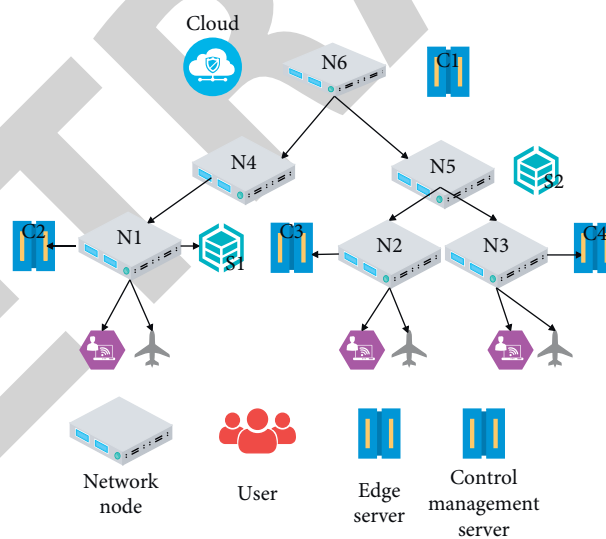 Cloud
N6
C1
N4
N5
S2
C2
N1
S1
C3
N2
N3
C4
Network
node
User
Edge
server
Control
management
server